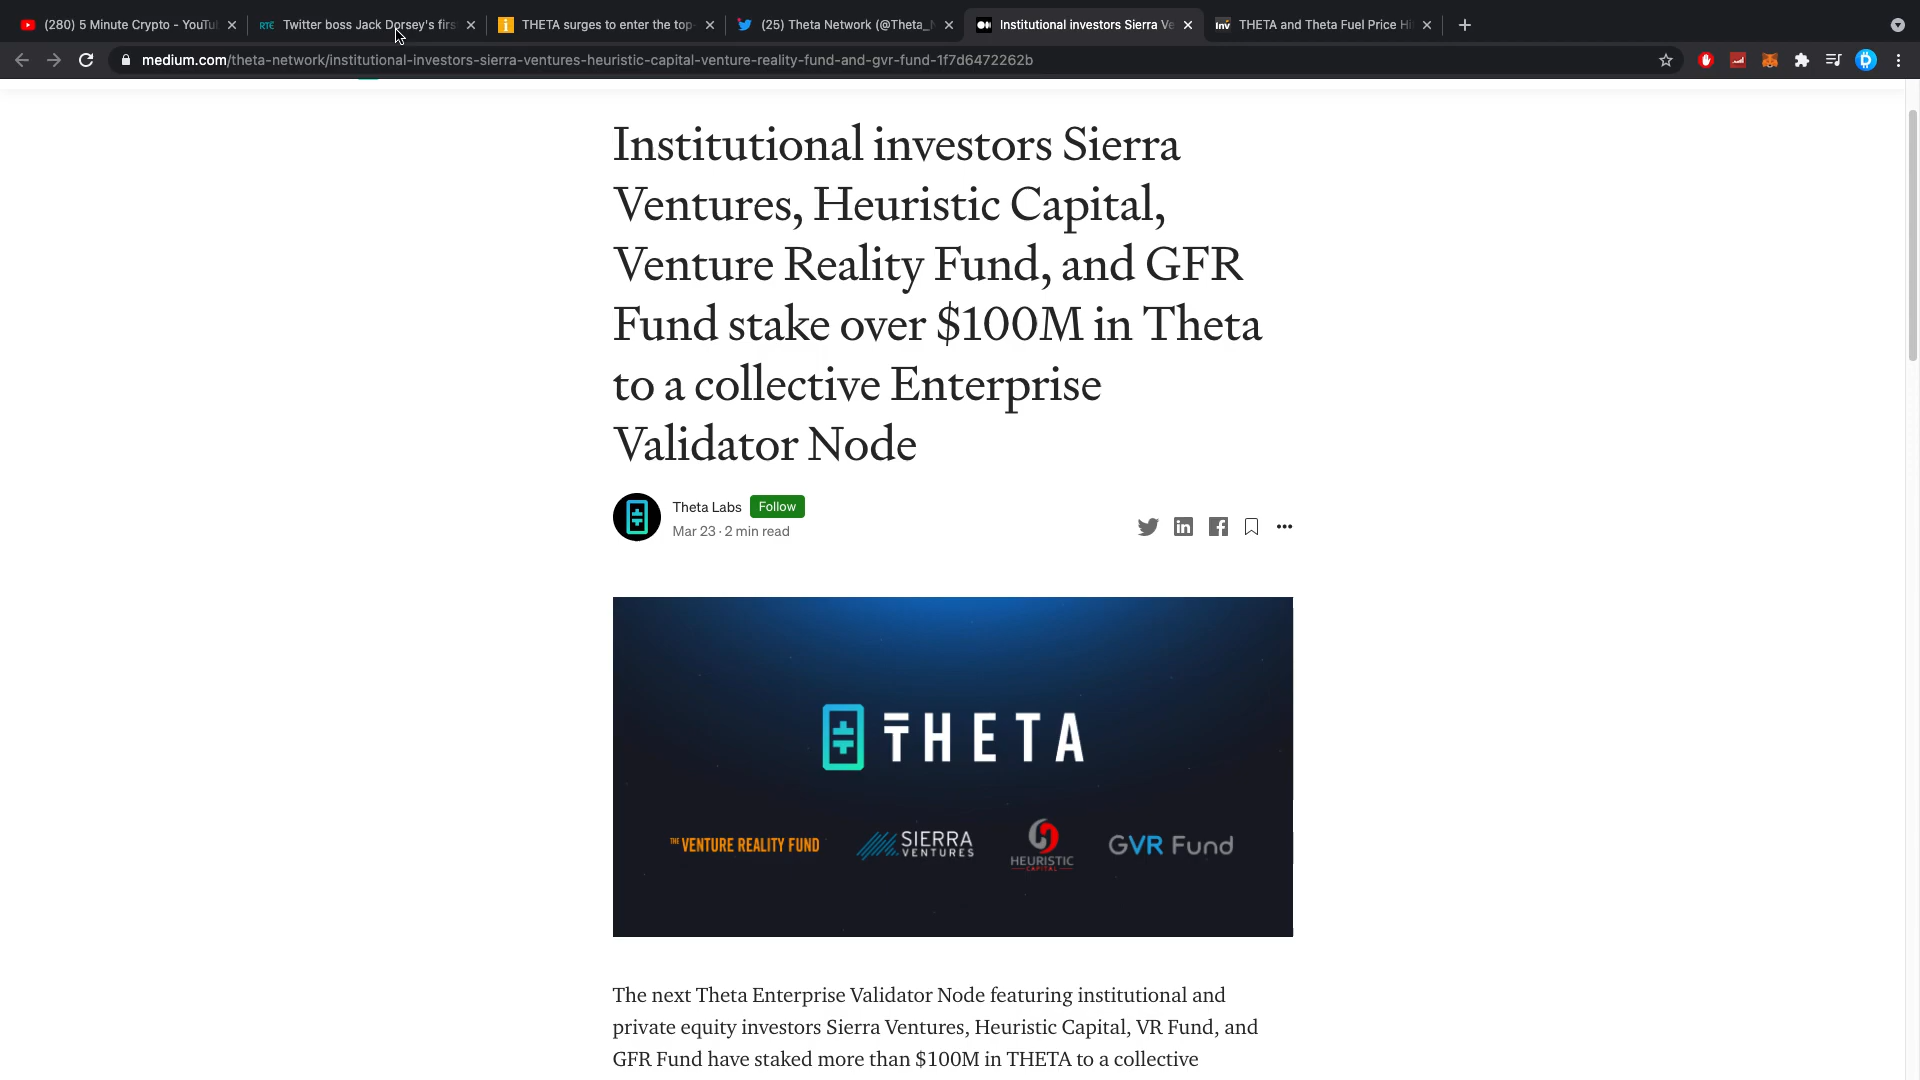 (280) 5 Minute Crypto - YouTu
RTÉ Twitter boss Jack Dorsey's firs
THETA surges to enter the top-
(25) Theta Network (@Theta_N
Institutional investors Sierra Ve
inv THETA and Theta Fuel Price Hi
medium.com/theta-network/institutional-investors-sierra-ventures-heuristic-capital-venture-reality-fund-and-gvr-fund-1f7d6472262b
Institutional investors Sierra
Ventures, Heuristic Capital,
Venture Reality Fund, and GFR
Fund stake over $100M in Theta
to a collective Enterprise
Validator Node
Theta Labs Follow
Mar 23 · 2 min read
THETA
THE VENTURE REALITY FUND
SIERRA
VENTURES
HEURISTIC
CAPITAL
GVR Fund
The next Theta Enterprise Validator Node featuring institutional and
private equity investors Sierra Ventures, Heuristic Capital, VR Fund, and
GFR Fund have staked more than $100M in THETA to a collective